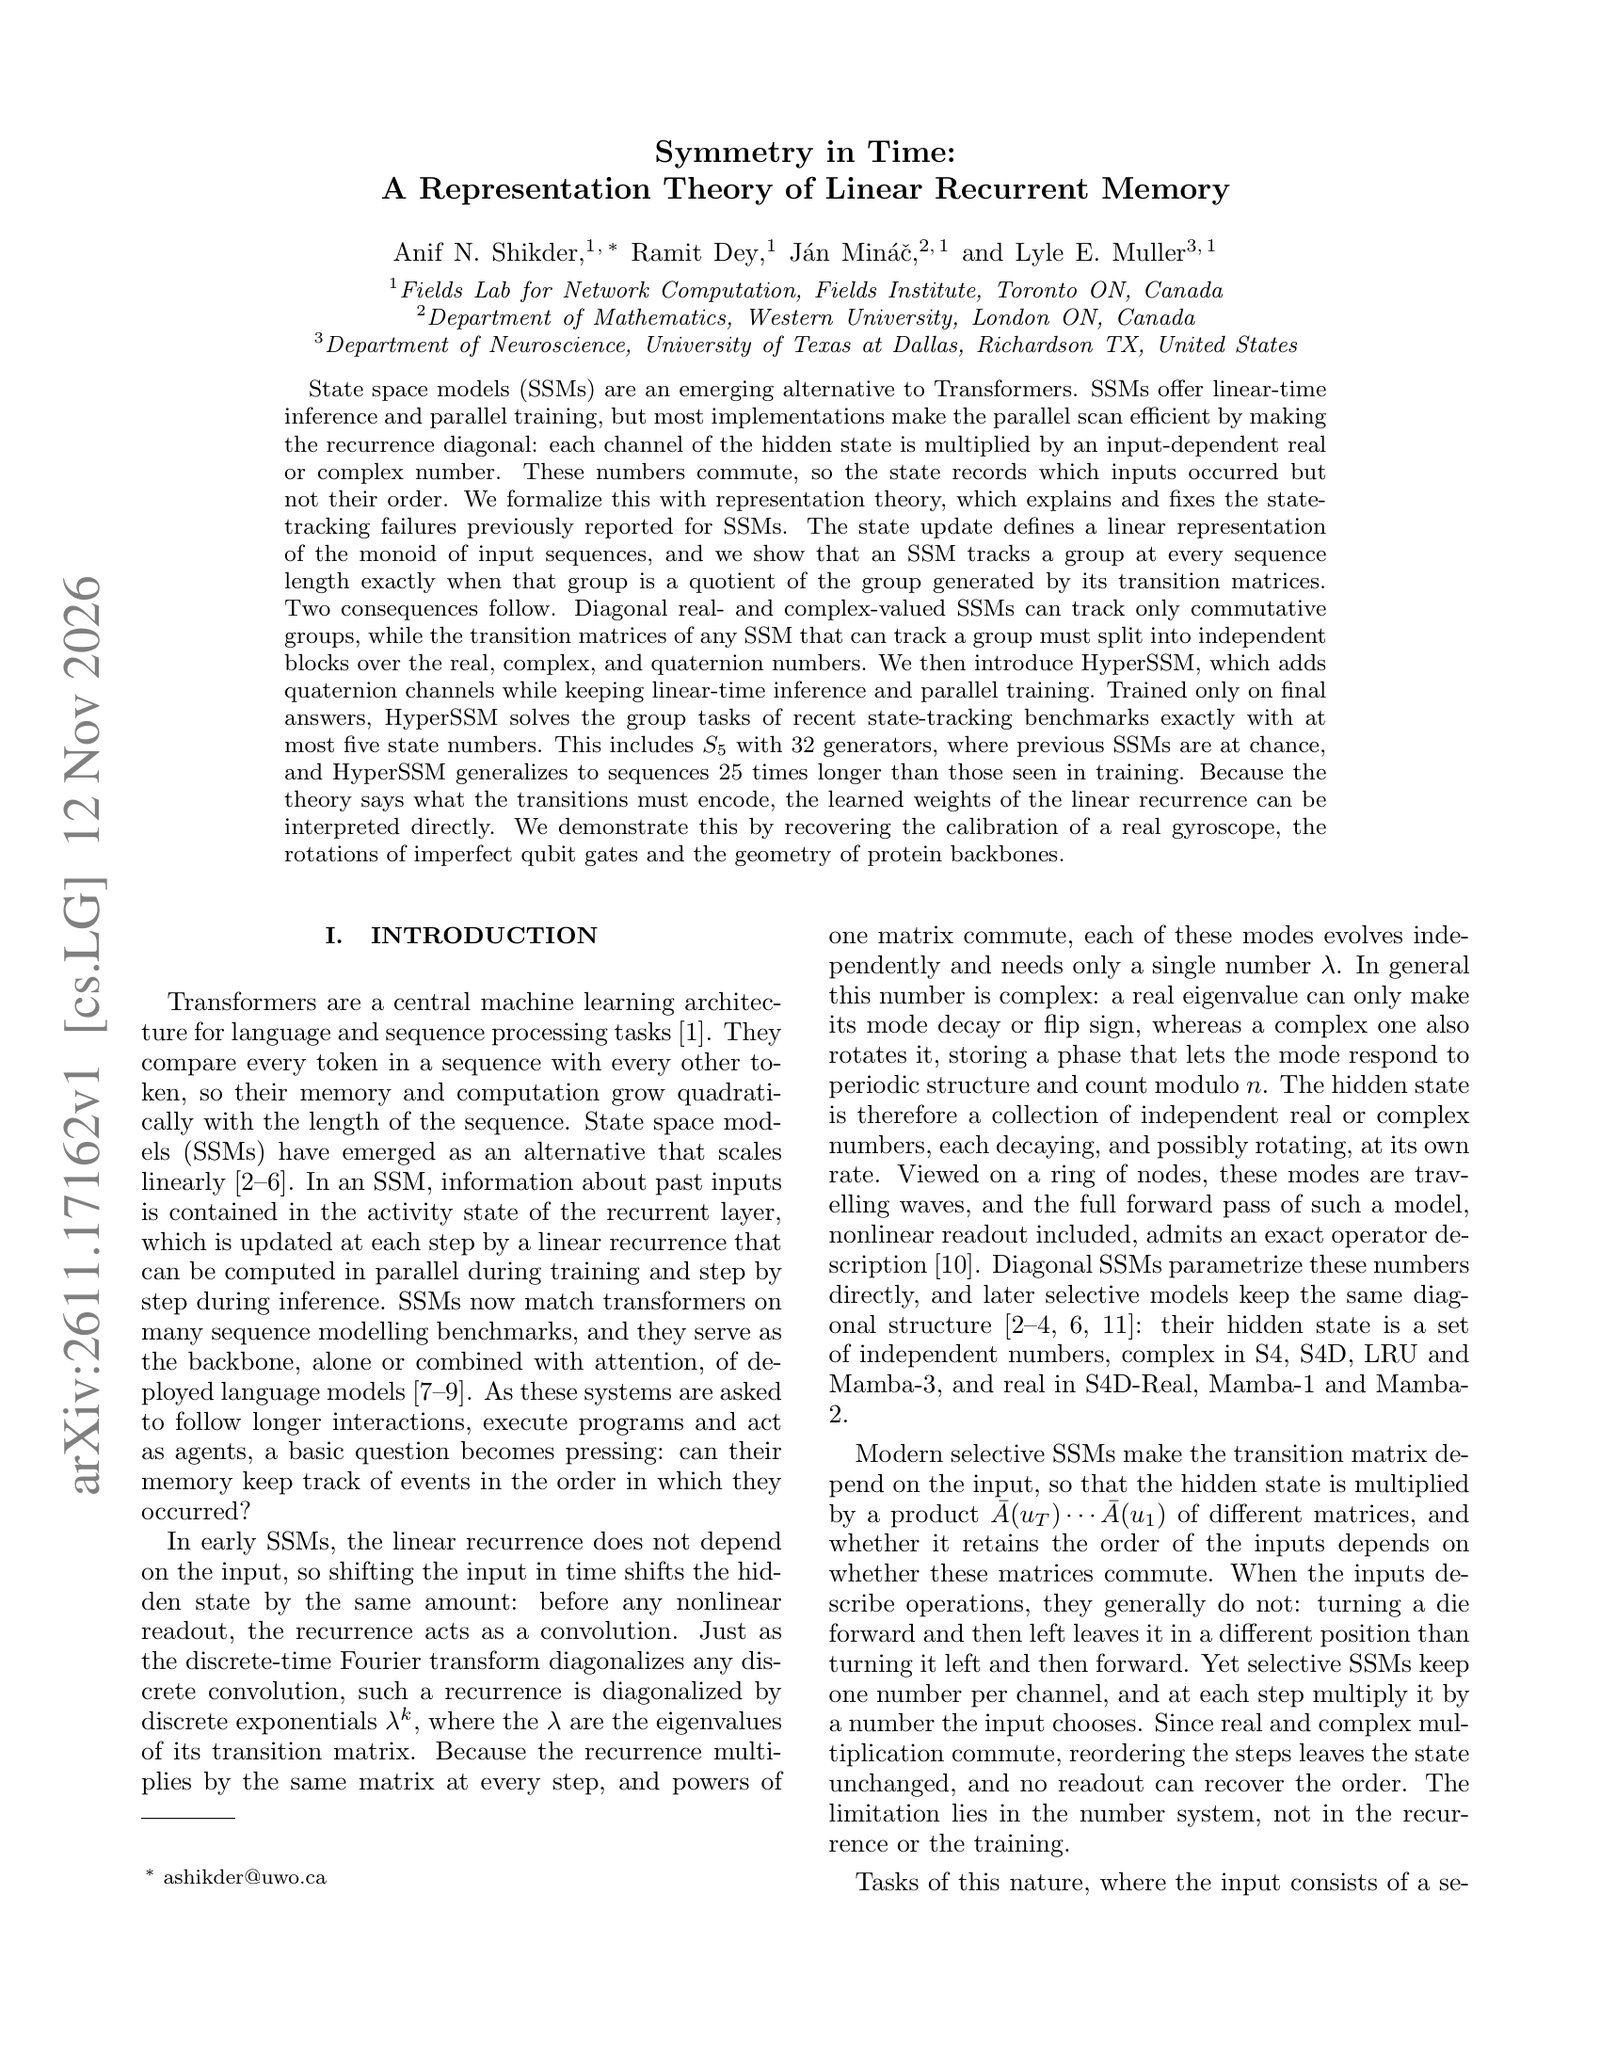 Symmetry in Time:
A Representation Theory of Linear Recurrent Memory
Anif N. Shikder,1, * Ramit Dey,1 Ján Mináč,2, 1 and Lyle E. Muller3, 1
1Fields Lab for Network Computation, Fields Institute, Toronto ON, Canada
2Department of Mathematics, Western University, London ON, Canada
3Department of Neuroscience, University of Texas at Dallas, Richardson TX, United States
State space models (SSMs) are an emerging alternative to Transformers. SSMs offer linear-time
inference and parallel training, but most implementations make the parallel scan efficient by making
the recurrence diagonal: each channel of the hidden state is multiplied by an input-dependent real
or complex number. These numbers commute, so the state records which inputs occurred but
not their order. We formalize this with representation theory, which explains and fixes the state-
tracking failures previously reported for SSMs. The state update defines a linear representation
of the monoid of input sequences, and we show that an SSM tracks a group at every sequence
length exactly when that group is a quotient of the group generated by its transition matrices.
Two consequences follow. Diagonal real- and complex-valued SSMs can track only commutative
groups, while the transition matrices of any SSM that can track a group must split into independent
blocks over the real, complex, and quaternion numbers. We then introduce HyperSSM, which adds
quaternion channels while keeping linear-time inference and parallel training. Trained only on final
answers, HyperSSM solves the group tasks of recent state-tracking benchmarks exactly with at
most five state numbers. This includes S5 with 32 generators, where previous SSMs are at chance,
and HyperSSM generalizes to sequences 25 times longer than those seen in training. Because the
theory says what the transitions must encode, the learned weights of the linear recurrence can be
interpreted directly. We demonstrate this by recovering the calibration of a real gyroscope, the
rotations of imperfect qubit gates and the geometry of protein backbones.
arXiv:2611.17162v1 [cs.LG] 12 Nov 2026
I. INTRODUCTION
Transformers are a central machine learning architec-
ture for language and sequence processing tasks [1]. They
compare every token in a sequence with every other to-
ken, so their memory and computation grow quadrati-
cally with the length of the sequence. State space mod-
els (SSMs) have emerged as an alternative that scales
linearly [2–6]. In an SSM, information about past inputs
is contained in the activity state of the recurrent layer,
which is updated at each step by a linear recurrence that
can be computed in parallel during training and step by
step during inference. SSMs now match transformers on
many sequence modelling benchmarks, and they serve as
the backbone, alone or combined with attention, of de-
ployed language models [7–9]. As these systems are asked
to follow longer interactions, execute programs and act
as agents, a basic question becomes pressing: can their
memory keep track of events in the order in which they
occurred?
In early SSMs, the linear recurrence does not depend
on the input, so shifting the input in time shifts the hid-
den state by the same amount: before any nonlinear
readout, the recurrence acts as a convolution. Just as
the discrete-time Fourier transform diagonalizes any dis-
crete convolution, such a recurrence is diagonalized by
discrete exponentials λ^k, where the λ are the eigenvalues
of its transition matrix. Because the recurrence multi-
plies by the same matrix at every step, and powers of
* ashikder@uwo.ca
one matrix commute, each of these modes evolves inde-
pendently and needs only a single number λ. In general
this number is complex: a real eigenvalue can only make
its mode decay or flip sign, whereas a complex one also
rotates it, storing a phase that lets the mode respond to
periodic structure and count modulo n. The hidden state
is therefore a collection of independent real or complex
numbers, each decaying, and possibly rotating, at its own
rate. Viewed on a ring of nodes, these modes are trav-
elling waves, and the full forward pass of such a model,
nonlinear readout included, admits an exact operator de-
scription [10]. Diagonal SSMs parametrize these numbers
directly, and later selective models keep the same diag-
onal structure [2–4, 6, 11]: their hidden state is a set
of independent numbers, complex in S4, S4D, LRU and
Mamba-3, and real in S4D-Real, Mamba-1 and Mamba-
2.
Modern selective SSMs make the transition matrix de-
pend on the input, so that the hidden state is multiplied
by a product Ā(u_T) ··· Ā(u_1) of different matrices, and
whether it retains the order of the inputs depends on
whether these matrices commute. When the inputs de-
scribe operations, they generally do not: turning a die
forward and then left leaves it in a different position than
turning it left and then forward. Yet selective SSMs keep
one number per channel, and at each step multiply it by
a number the input chooses. Since real and complex mul-
tiplication commute, reordering the steps leaves the state
unchanged, and no readout can recover the order. The
limitation lies in the number system, not in the recur-
rence or the training.
Tasks of this nature, where the input consists of a se-